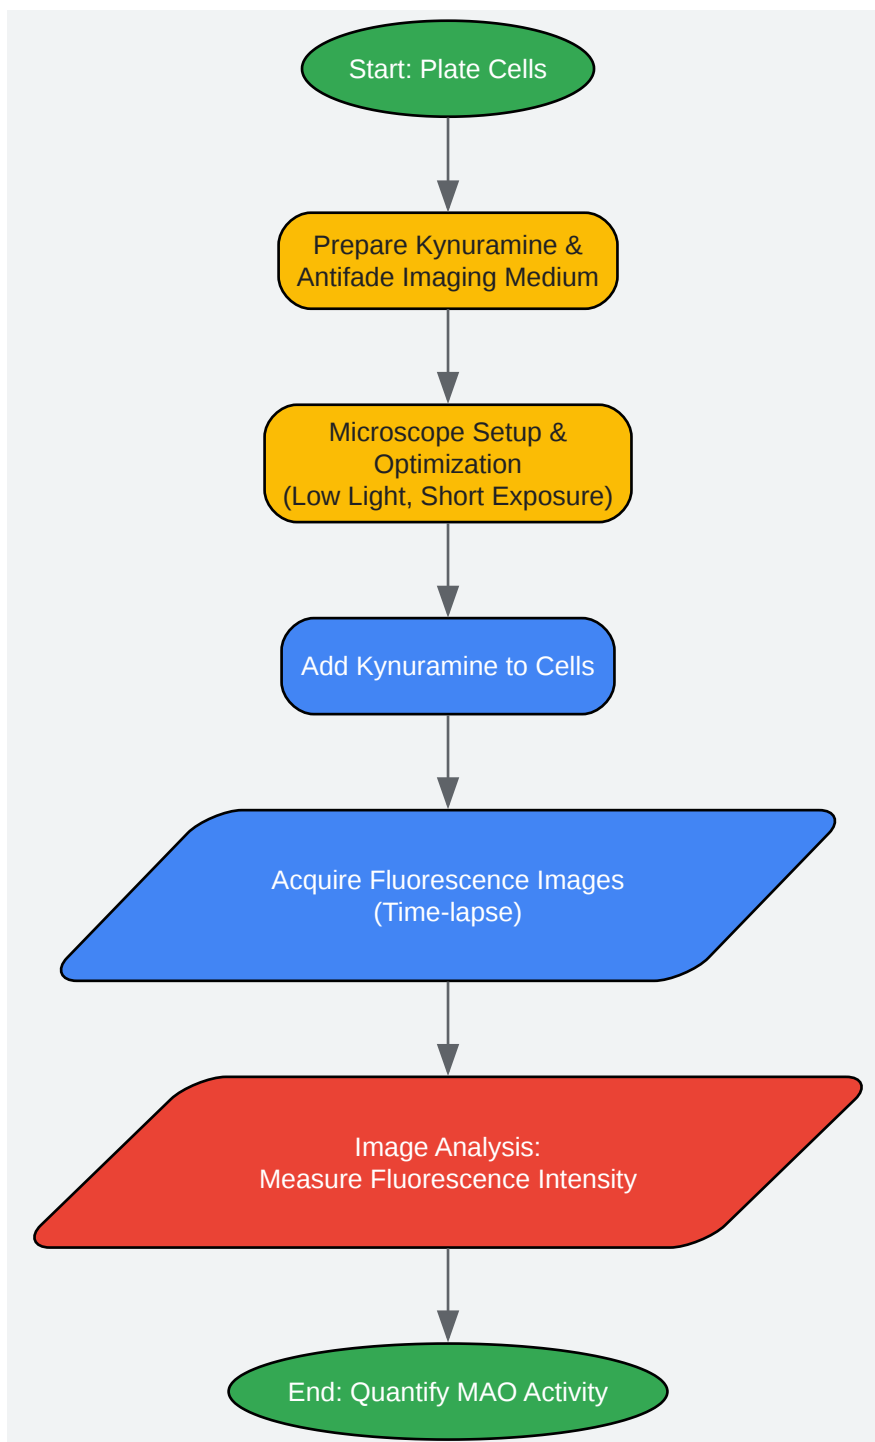 Start: Plate Cells
Prepare Kynuramine &
Antifade Imaging Medium
Microscope Setup &
Optimization
(Low Light, Short Exposure)
Add Kynuramine to Cells
Acquire Fluorescence Images
(Time-lapse)
Image Analysis:
Measure Fluorescence Intensity
End: Quantify MAO Activity